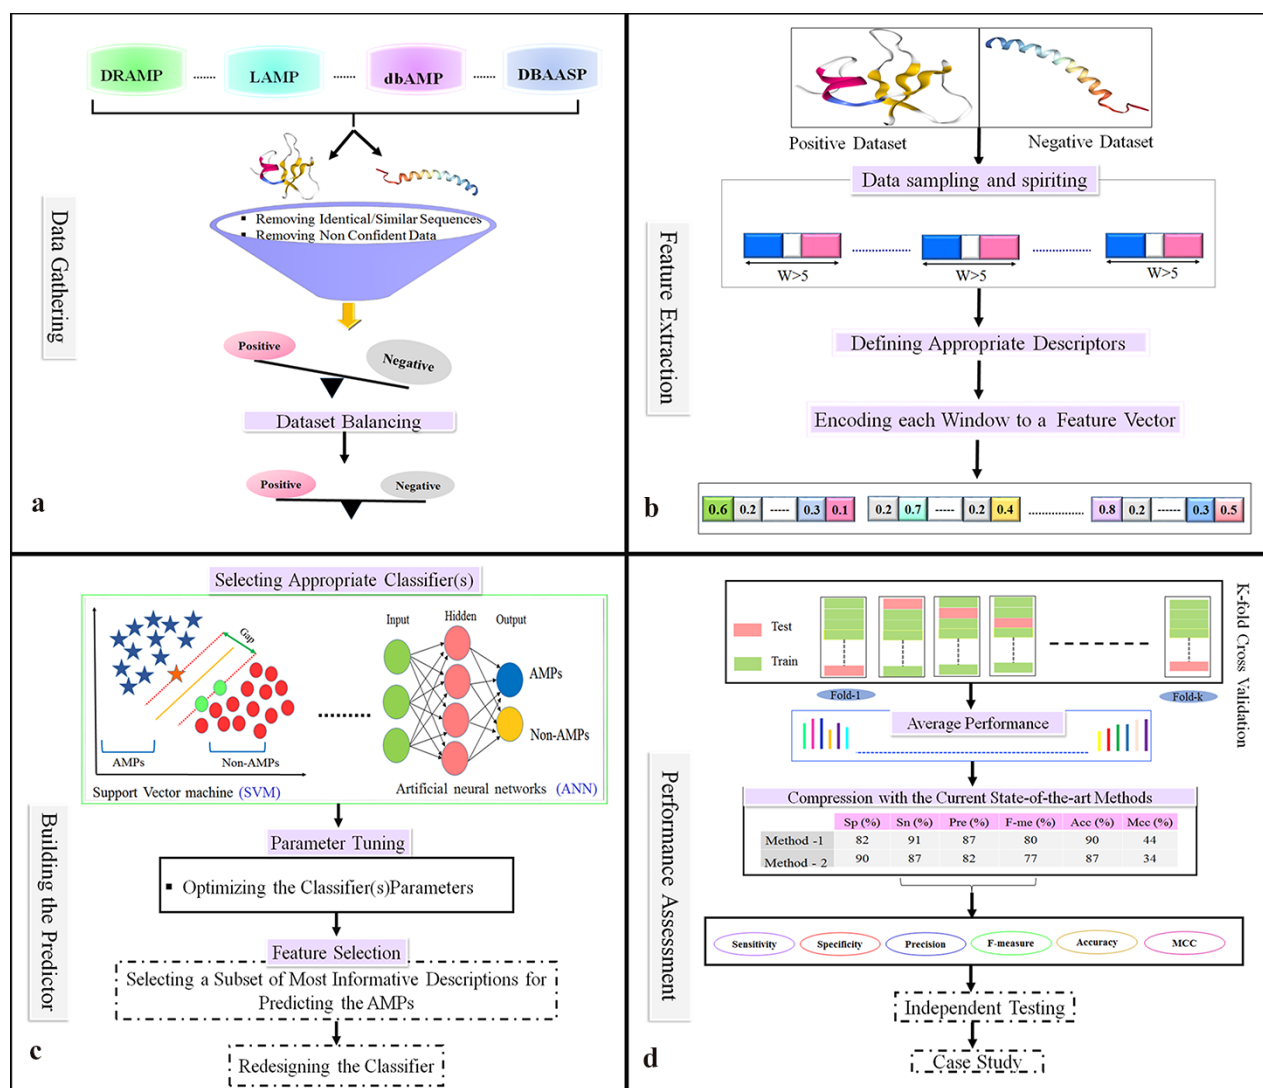 DRAMP ...... LAMP ...... dbAMP ...... DBAASP
▪ Removing Identical/Similar Sequences
▪ Removing Non Confident Data
Positive
Negative
Dataset Balancing
Positive
Negative
Data Gathering
a
Positive Dataset
Negative Dataset
Data sampling and spiriting
W>5
W>5
W>5
Defining Appropriate Descriptors
Encoding each Window to a Feature Vector
0.6 0.2 ----- 0.3 0.1
0.2 0.7 ----- 0.2 0.4
0.8 0.2 ------ 0.3 0.5
Feature Extraction
b
Selecting Appropriate Classifier(s)
Gap
AMPs
Non-AMPs
Support Vector machine (SVM)
Input
Hidden
Output
AMPs
Non-AMPs
Artificial neural networks (ANN)
Parameter Tuning
▪ Optimizing the Classifier(s)Parameters
Feature Selection
Selecting a Subset of Most Informative Descriptions for
Predicting the AMPs
Redesigning the Classifier
Building the Predictor
c
Test
Train
Fold-1
Fold-k
K-fold Cross Validation
Average Performance
Compression with the Current State-of-the-art Methods
Sp (%) Sn (%) Pre (%) F-me (%) Acc (%) Mcc (%)
Method -1 82 91 87 80 90 44
Method - 2 90 87 82 77 87 34
Sensitivity Specificity Precision F-measure Accuracy MCC
Independent Testing
Case Study
Performance Assessment
d